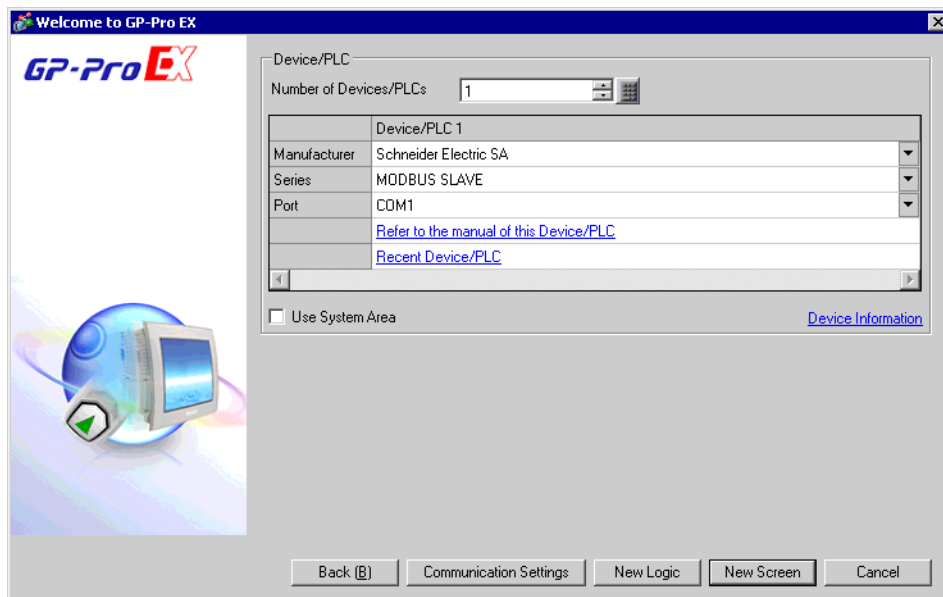 Welcome to GP-Pro EX
GP-Pro EX
Device/PLC
Number of Devices/PLCs 1
Device/PLC 1
Manufacturer Schneider Electric SA
Series MODBUS SLAVE
Port COM1
Refer to the manual of this Device/PLC
Recent Device/PLC
Use System Area Device Information
Back (B) Communication Settings New Logic New Screen Cancel